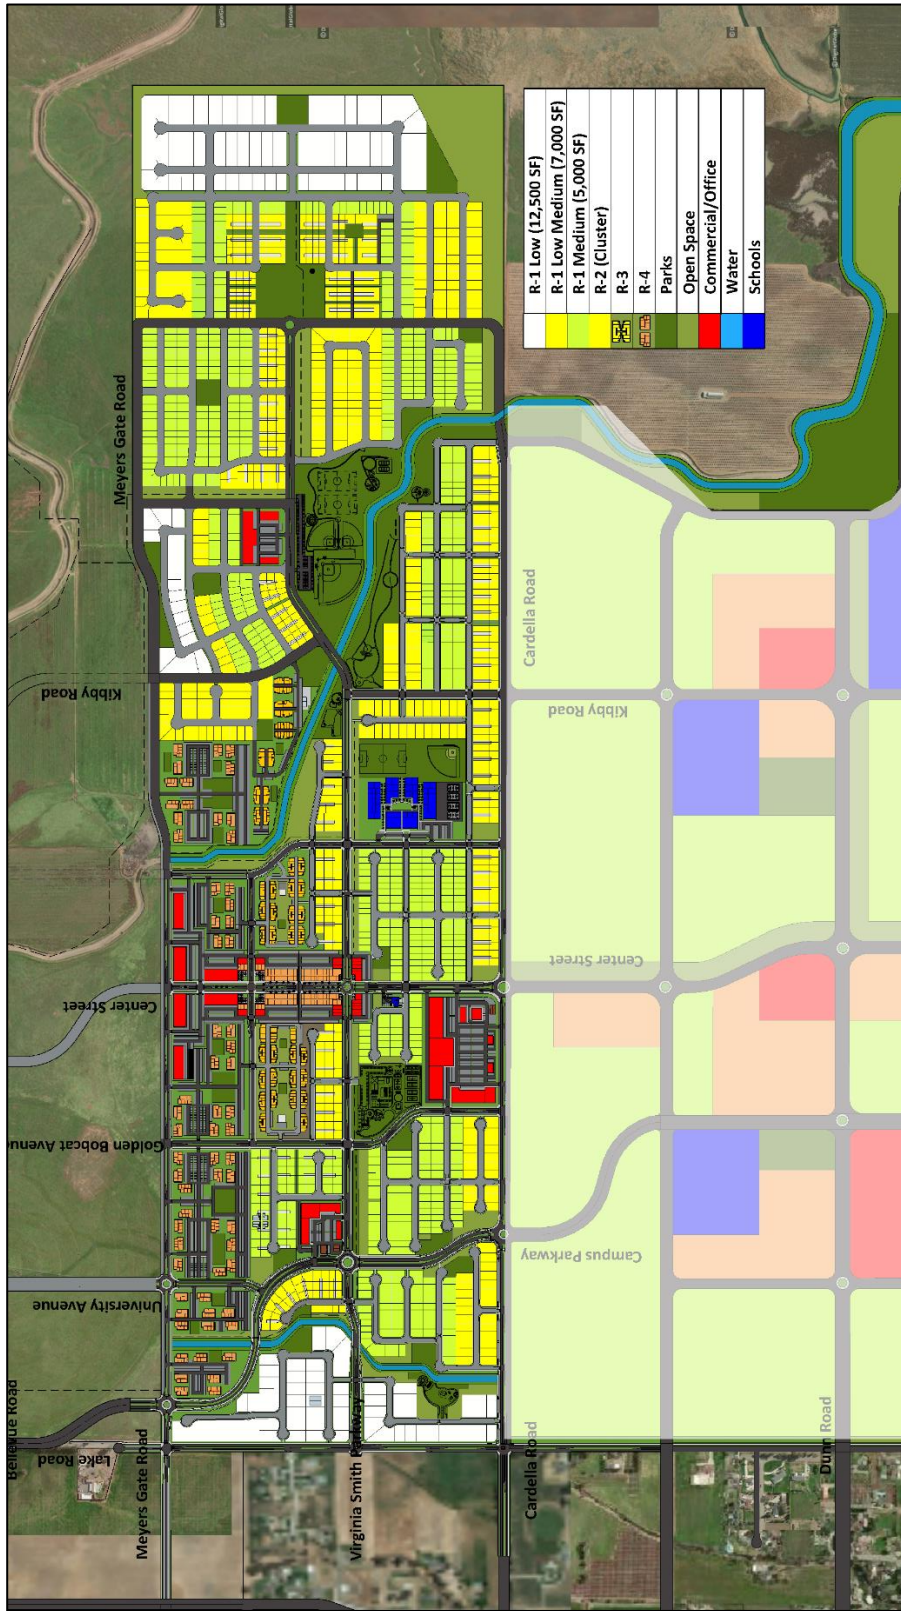 R-1 Low (12,500 SF)
R-1 Low Medium (7,000 SF)
R-1 Medium (5,000 SF)
R-2 (Cluster)
R-3
R-4
Parks
Open Space
Commercial/Office
Water
Schools
Meyers Gate Road
Kibby Road
Center Street
Golden Bobcat Avenue
University Avenue
Bellevue Road
Lake Road
Meyers Gate Road
Virginia Smith Parkway
Cardella Road
Dunn Road
Cardella Road
Kibby Road
Center Street
Campus Parkway